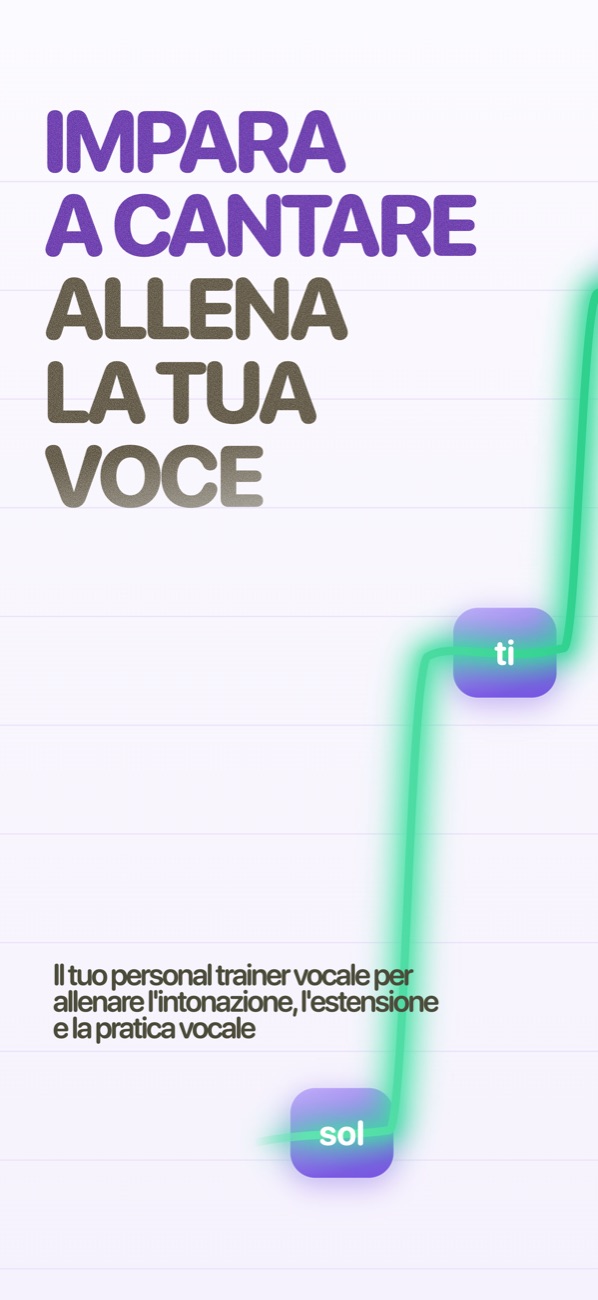 IMPARA
A CANTARE
ALLENA
LA TUA
VOCE
ti
Il tuo personal trainer vocale per
allenare l'intonazione, l'estensione
e la pratica vocale
sol